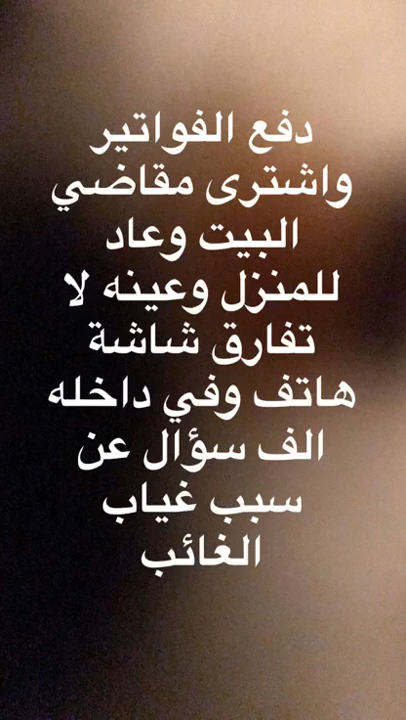 دفع الفواتير
واشترى مقاضي
البيت وعاد
للمنزل وعينه لا
تفارق شاشة
هاتف وفي داخله
الف سؤال عن
سبب غياب
الغائب